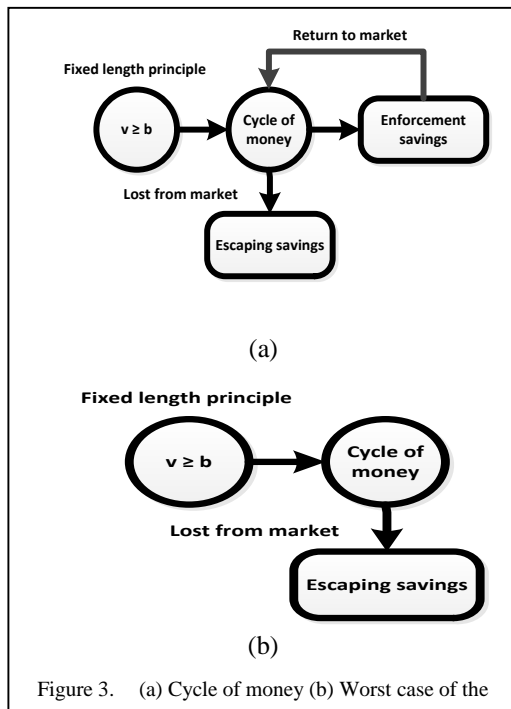 Return to market
Fixed length principle
v ≥ b
Cycle of
money
Enforcement
savings
Lost from market
Escaping savings
(a)
Fixed length principle
v ≥ b
Cycle of
money
Lost from market
Escaping savings
(b)
Figure 3. (a) Cycle of money (b) Worst case of the